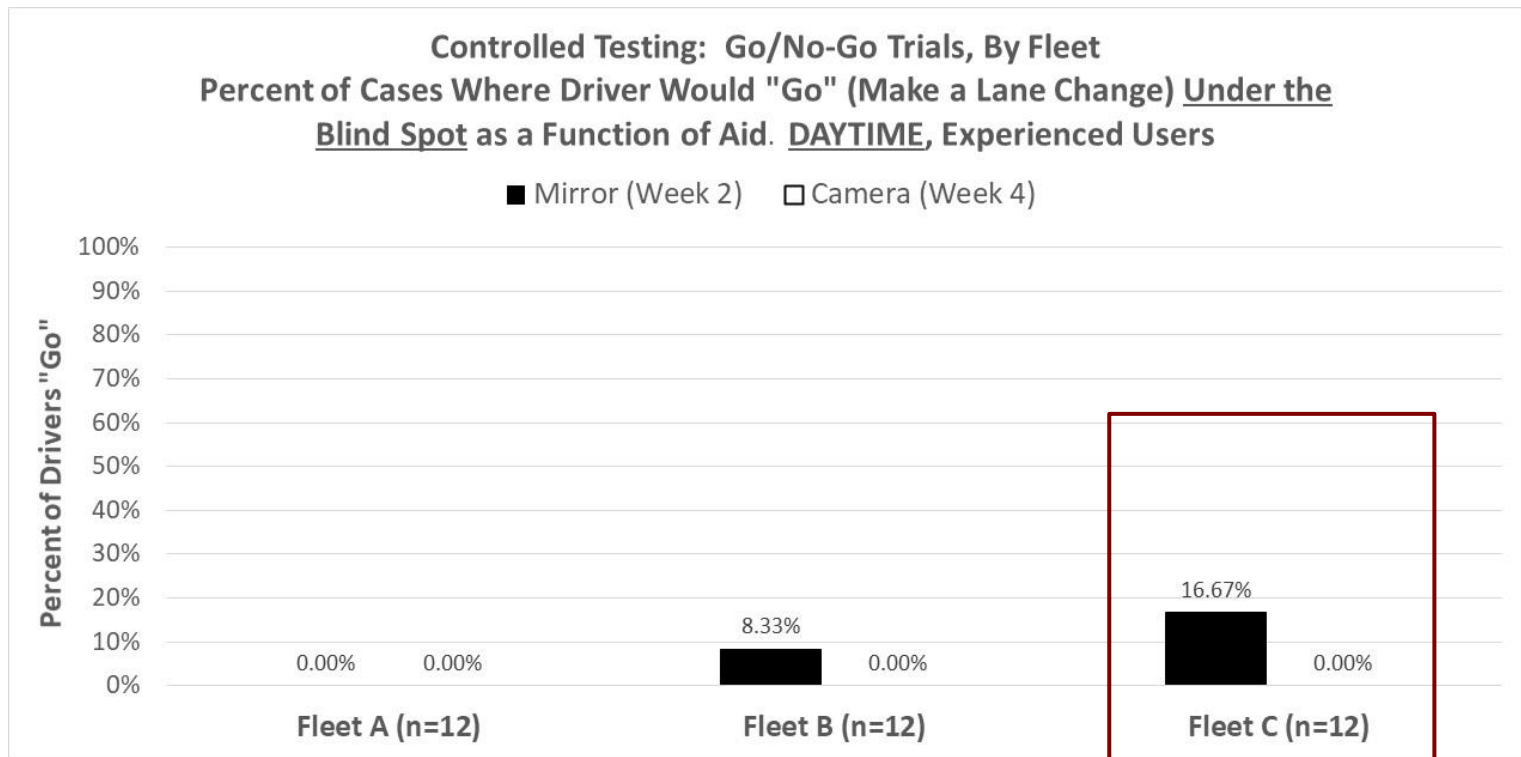 Controlled Testing: Go/No-Go Trials, By Fleet
Percent of Cases Where Driver Would "Go" (Make a Lane Change) Under the
Blind Spot as a Function of Aid. DAYTIME, Experienced Users
Mirror (Week 2) Camera (Week 4)
Percent of Drivers "Go"
100%
90%
80%
70%
60%
50%
40%
30%
20%
10%
0%
0.00% 0.00%
8.33% 0.00%
16.67% 0.00%
Fleet A (n=12) Fleet B (n=12) Fleet C (n=12)